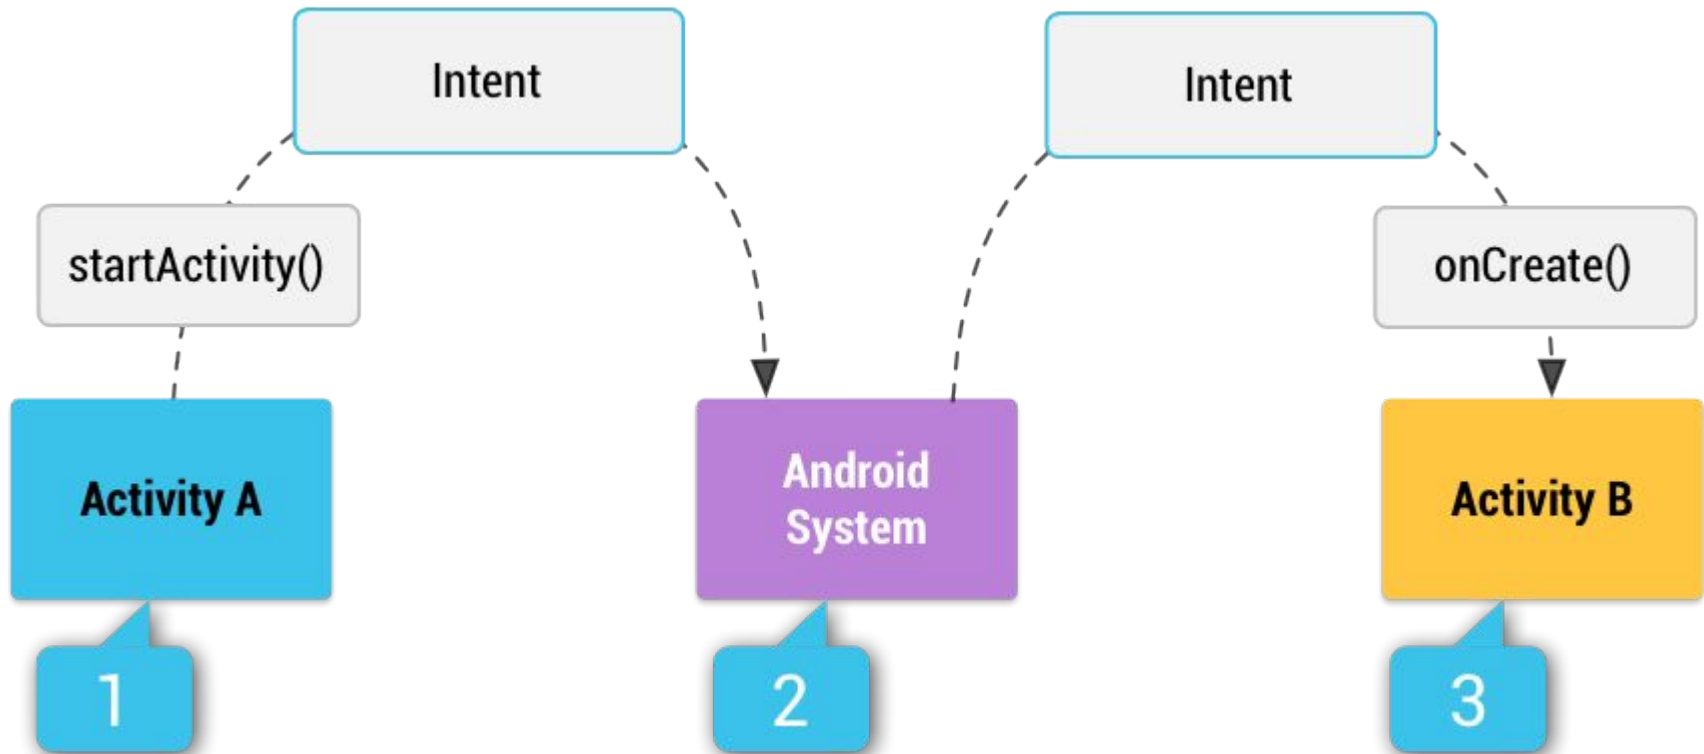 Intent
Intent
startActivity()
onCreate()
Activity A
Android
System
Activity B
1
2
3